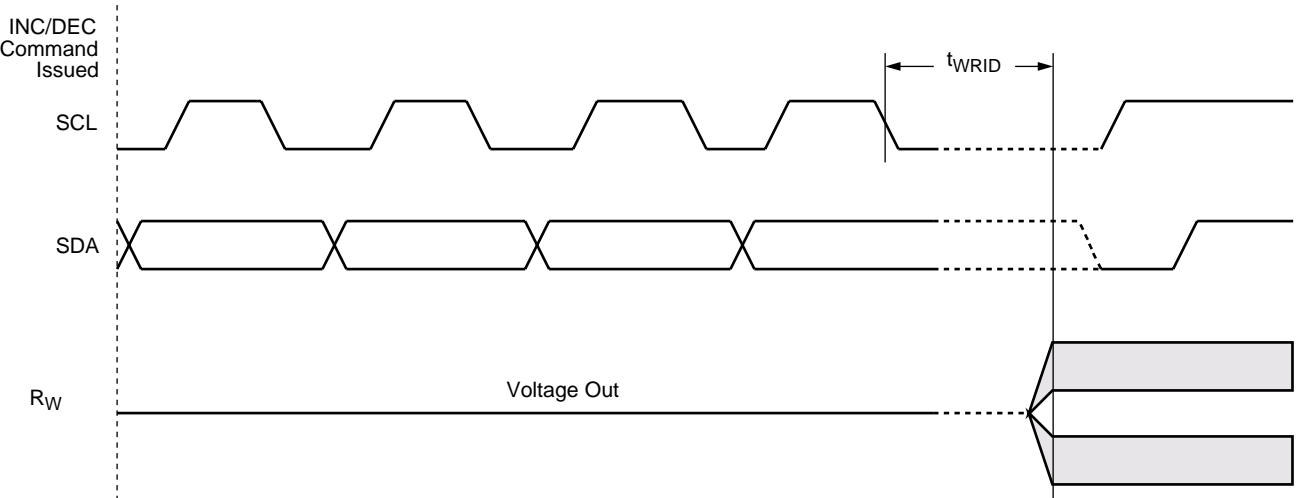 INC/DEC
Command
Issued
tWRID
SCL
SDA
Voltage Out
RW